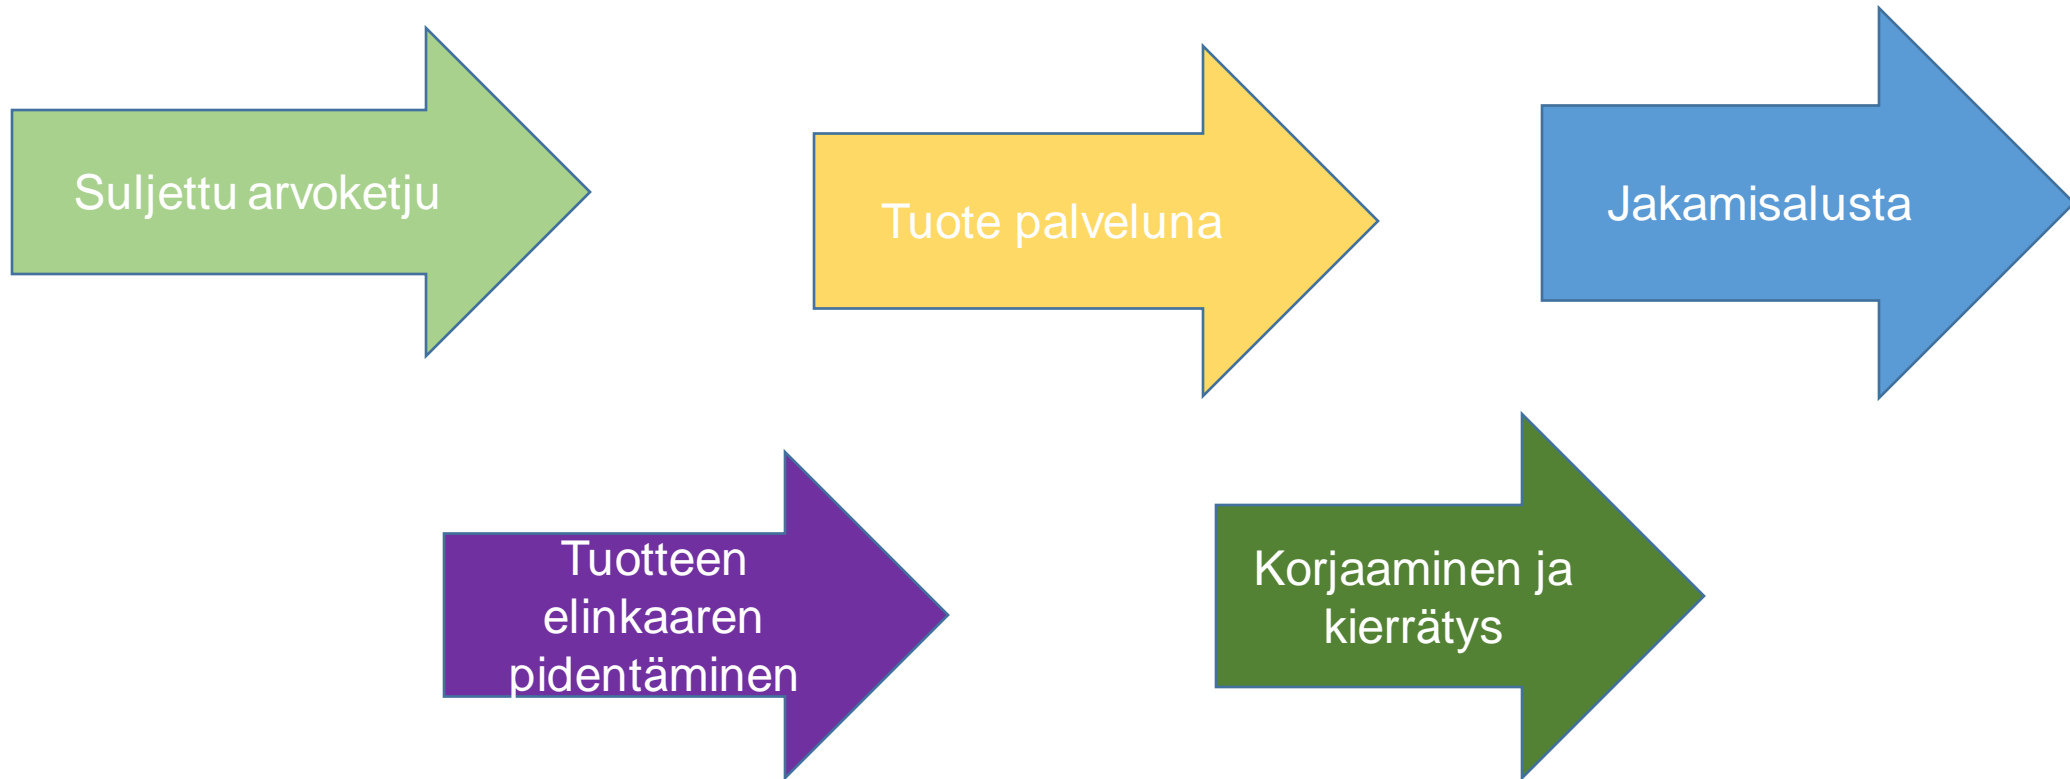 Suljettu arvoketju
Tuote palveluna
Jakamisalusta
Tuotteen
elinkaaren
pidentäminen
Korjaaminen ja
kierrätys